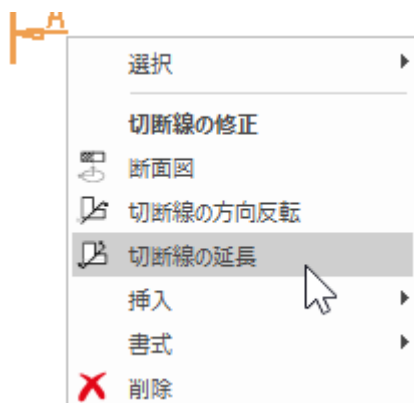 A
選択
切断線の修正
断面図
切断線の方向反転
切断線の延長
挿入
書式
削除